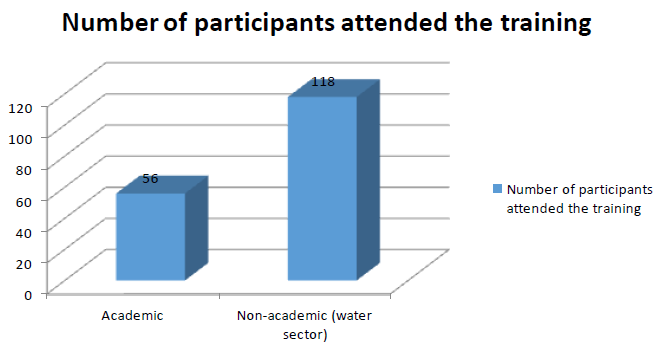 Number of participants attended the training
118
56
120
100
80
60
40
20
0
Academic
Non-academic (water
sector)
Number of participants
attended the training